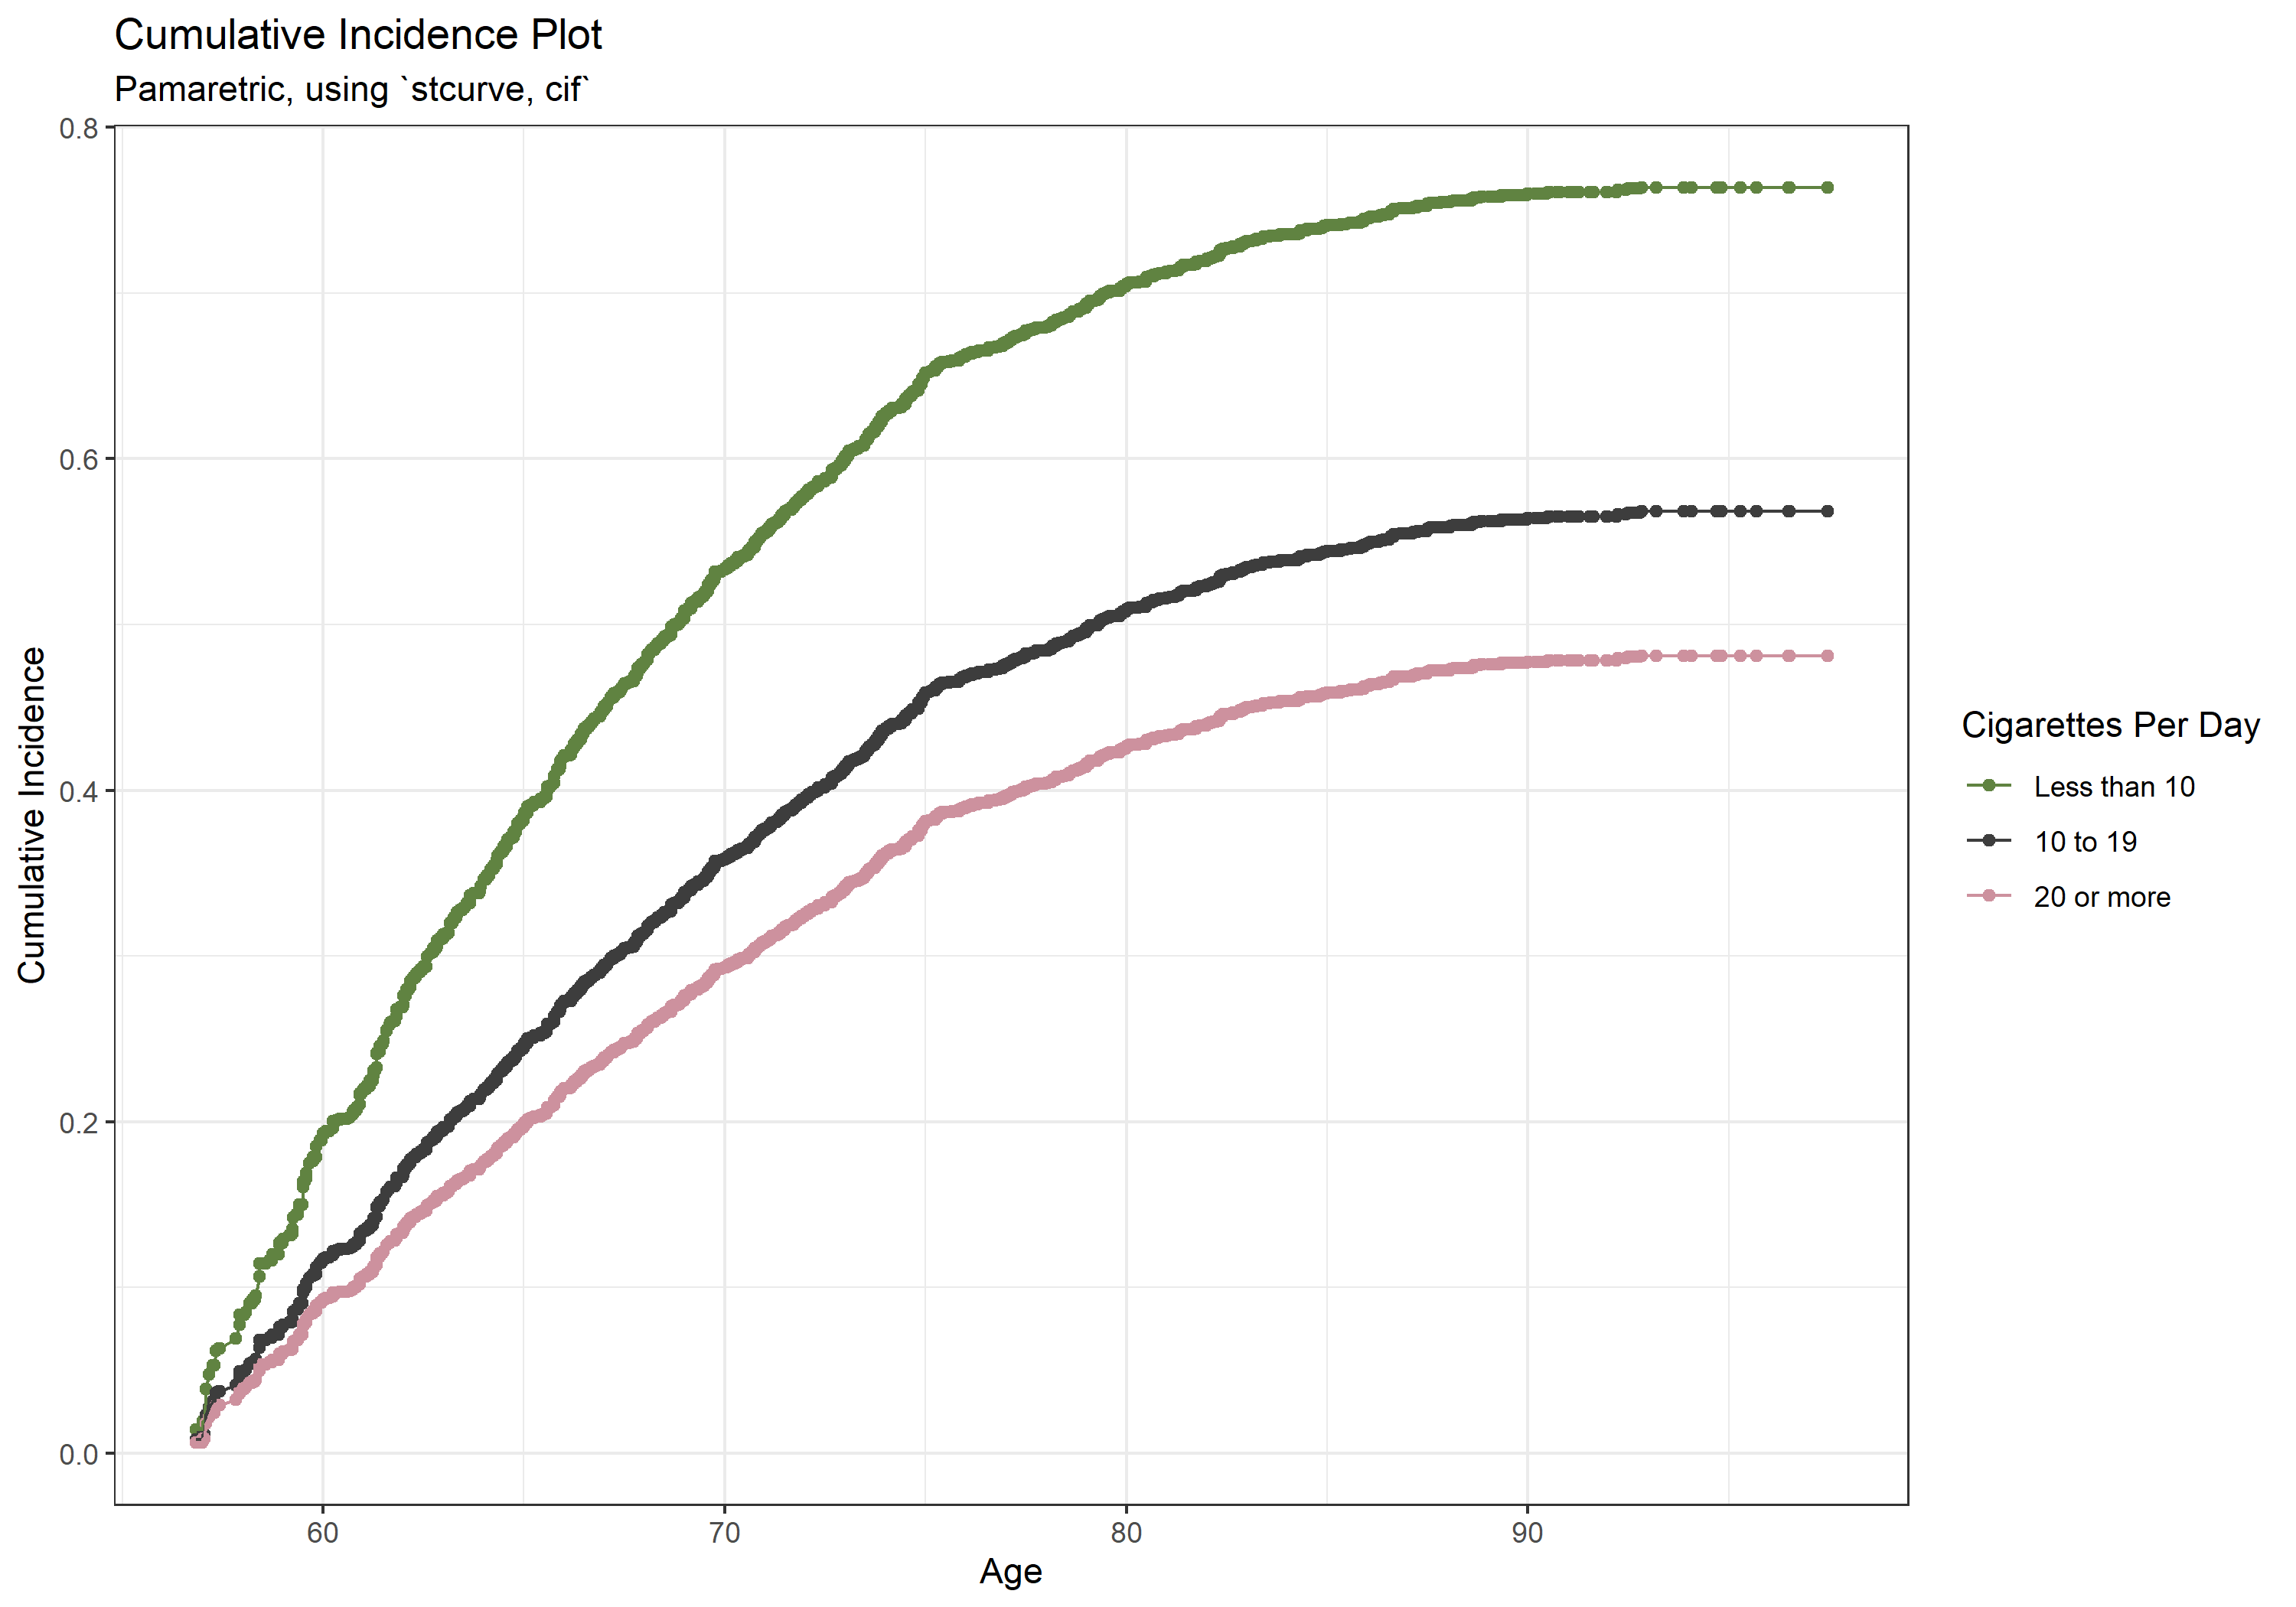 Cumulative Incidence Plot
Pamaretric, using `stcurve, cif`
Cumulative Incidence
0.8
0.6
0.4
0.2
0.0
60 70 80 90
Age
Cigarettes Per Day
Less than 10
10 to 19
20 or more